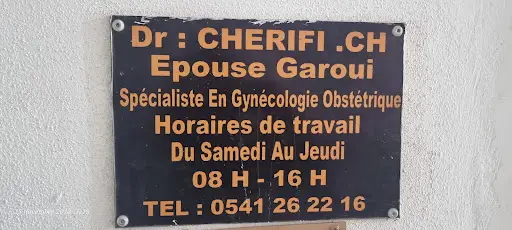 Dr : CHERIFI .CH
Epouse Garoui
Spécialiste En Gynécologie Obstétrique
Horaires de travail
Du Samedi Au Jeudi
08 H - 16 H
TEL : 0541 26 22 16